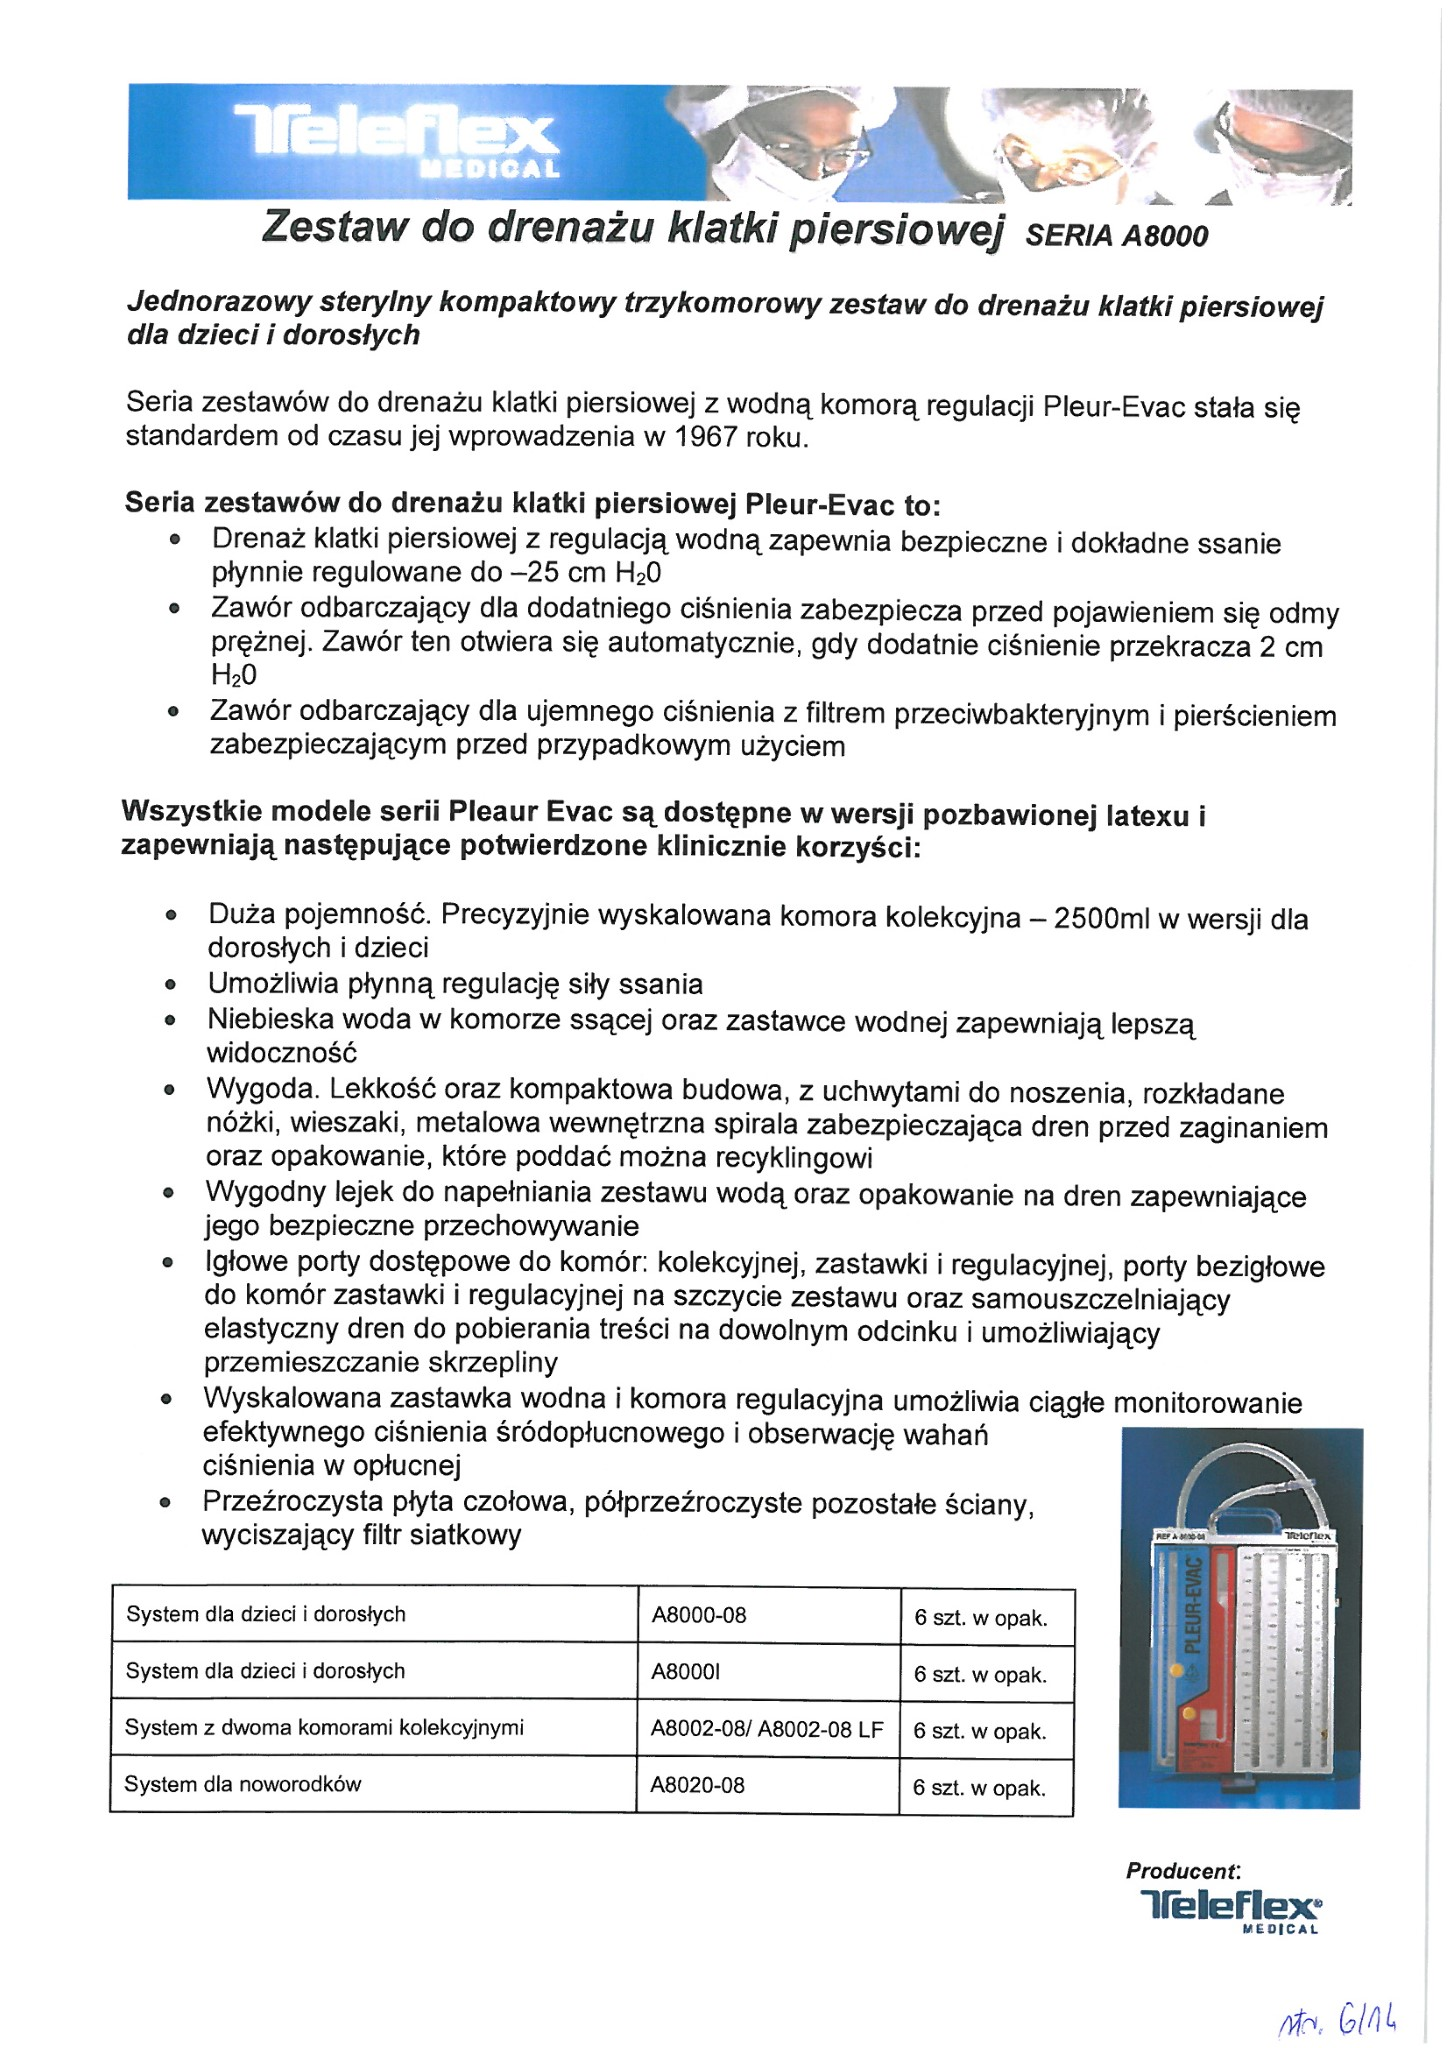 Teleflex
MEDICAL
Zestaw do drenażu klatki piersiowej SERIA A8000
Jednorazowy sterylny kompaktowy trzykomorowy zestaw do drenażu klatki piersiowej
dla dzieci i dorosłych
Seria zestawów do drenażu klatki piersiowej z wodną komorą regulacji Pleur-Evac stała się
standardem od czasu jej wprowadzenia w 1967 roku.
Seria zestawów do drenażu klatki piersiowej Pleur-Evac to:
• Drenaż klatki piersiowej z regulacją wodną zapewnia bezpieczne i dokładne ssanie
płynnie regulowane do –25 cm H₂0
• Zawór odbarczający dla dodatniego ciśnienia zabezpiecza przed pojawieniem się odmy
prężnej. Zawór ten otwiera się automatycznie, gdy dodatnie ciśnienie przekracza 2 cm
H₂0
• Zawór odbarczający dla ujemnego ciśnienia z filtrem przeciwbakteryjnym i pierścieniem
zabezpieczającym przed przypadkowym użyciem
Wszystkie modele serii Pleaur Evac są dostępne w wersji pozbawionej latexu i
zapewniają następujące potwierdzone klinicznie korzyści:
• Duża pojemność. Precyzyjnie wyskalowana komora kolekcyjna – 2500ml w wersji dla
dorosłych i dzieci
• Umożliwia płynną regulację siły ssania
• Niebieska woda w komorze ssącej oraz zastawce wodnej zapewniają lepszą
widoczność
• Wygoda. Lekkość oraz kompaktowa budowa, z uchwytami do noszenia, rozkładane
nóżki, wieszaki, metalowa wewnętrzna spirala zabezpieczająca dren przed zaginaniem
oraz opakowanie, które poddać można recyklingowi
• Wygodny lejek do napełniania zestawu wodą oraz opakowanie na dren zapewniające
jego bezpieczne przechowywanie
• Igłowe porty dostępowe do komór: kolekcyjnej, zastawki i regulacyjnej, porty bezigłowe
do komór zastawki i regulacyjnej na szczycie zestawu oraz samouszczelniający
elastyczny dren do pobierania treści na dowolnym odcinku i umożliwiający
przemieszczanie skrzepliny
• Wyskalowana zastawka wodna i komora regulacyjna umożliwia ciągłe monitorowanie
efektywnego ciśnienia śródopłucnowego i obserwację wahań
ciśnienia w opłucnej
• Przeźroczysta płyta czołowa, półprzeźroczyste pozostałe ściany,
wyciszający filtr siatkowy
REF A-8000-08
Teleflex
PLEUR-EVAC
System dla dzieci i dorosłych A8000-08 6 szt. w opak.
System dla dzieci i dorosłych A8000I 6 szt. w opak.
System z dwoma komorami kolekcyjnymi A8002-08/ A8002-08 LF 6 szt. w opak.
System dla noworodków A8020-08 6 szt. w opak.
Producent:
Teleflex®
MEDICAL
str. 6/14